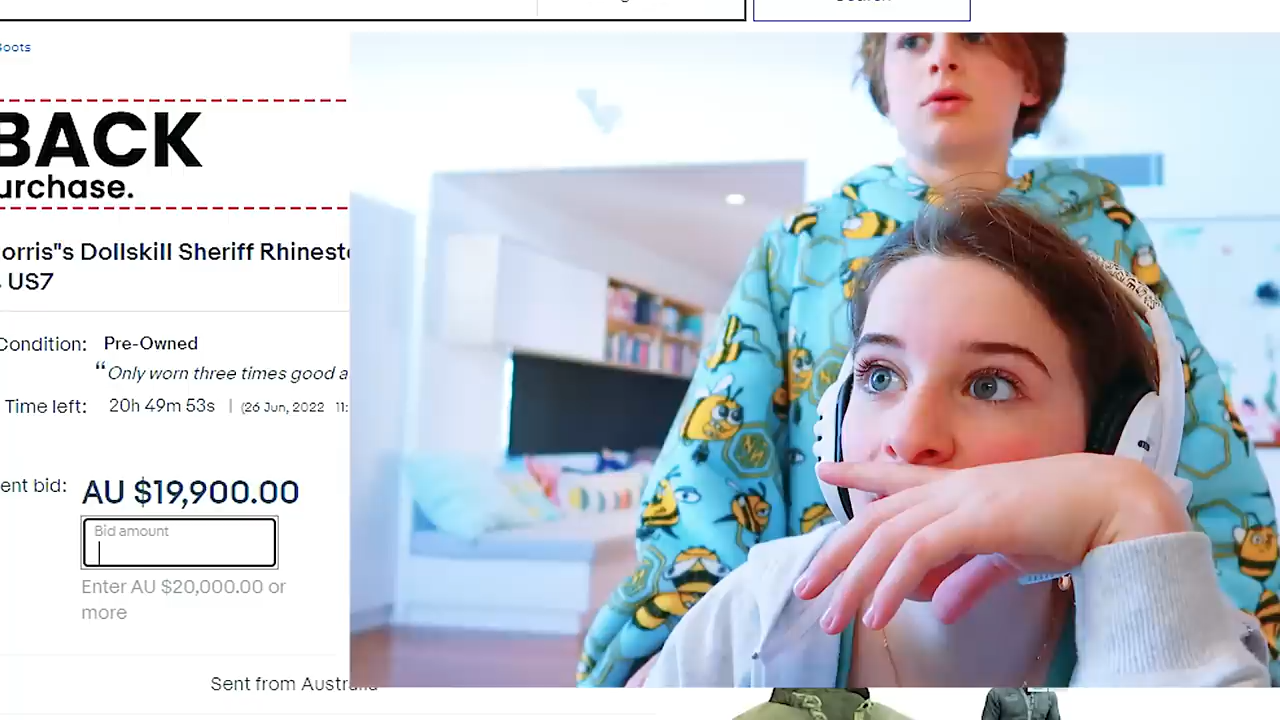 Boots
BACK
urchase.
orris"s Dollskill Sheriff Rhinest
US7
Condition: Pre-Owned
“Only worn three times good a
Time left: 20h 49m 53s | (26 Jun, 2022 11:
ent bid: AU $19,900.00
Bid amount
Enter AU $20,000.00 or
more
Sent from Australia